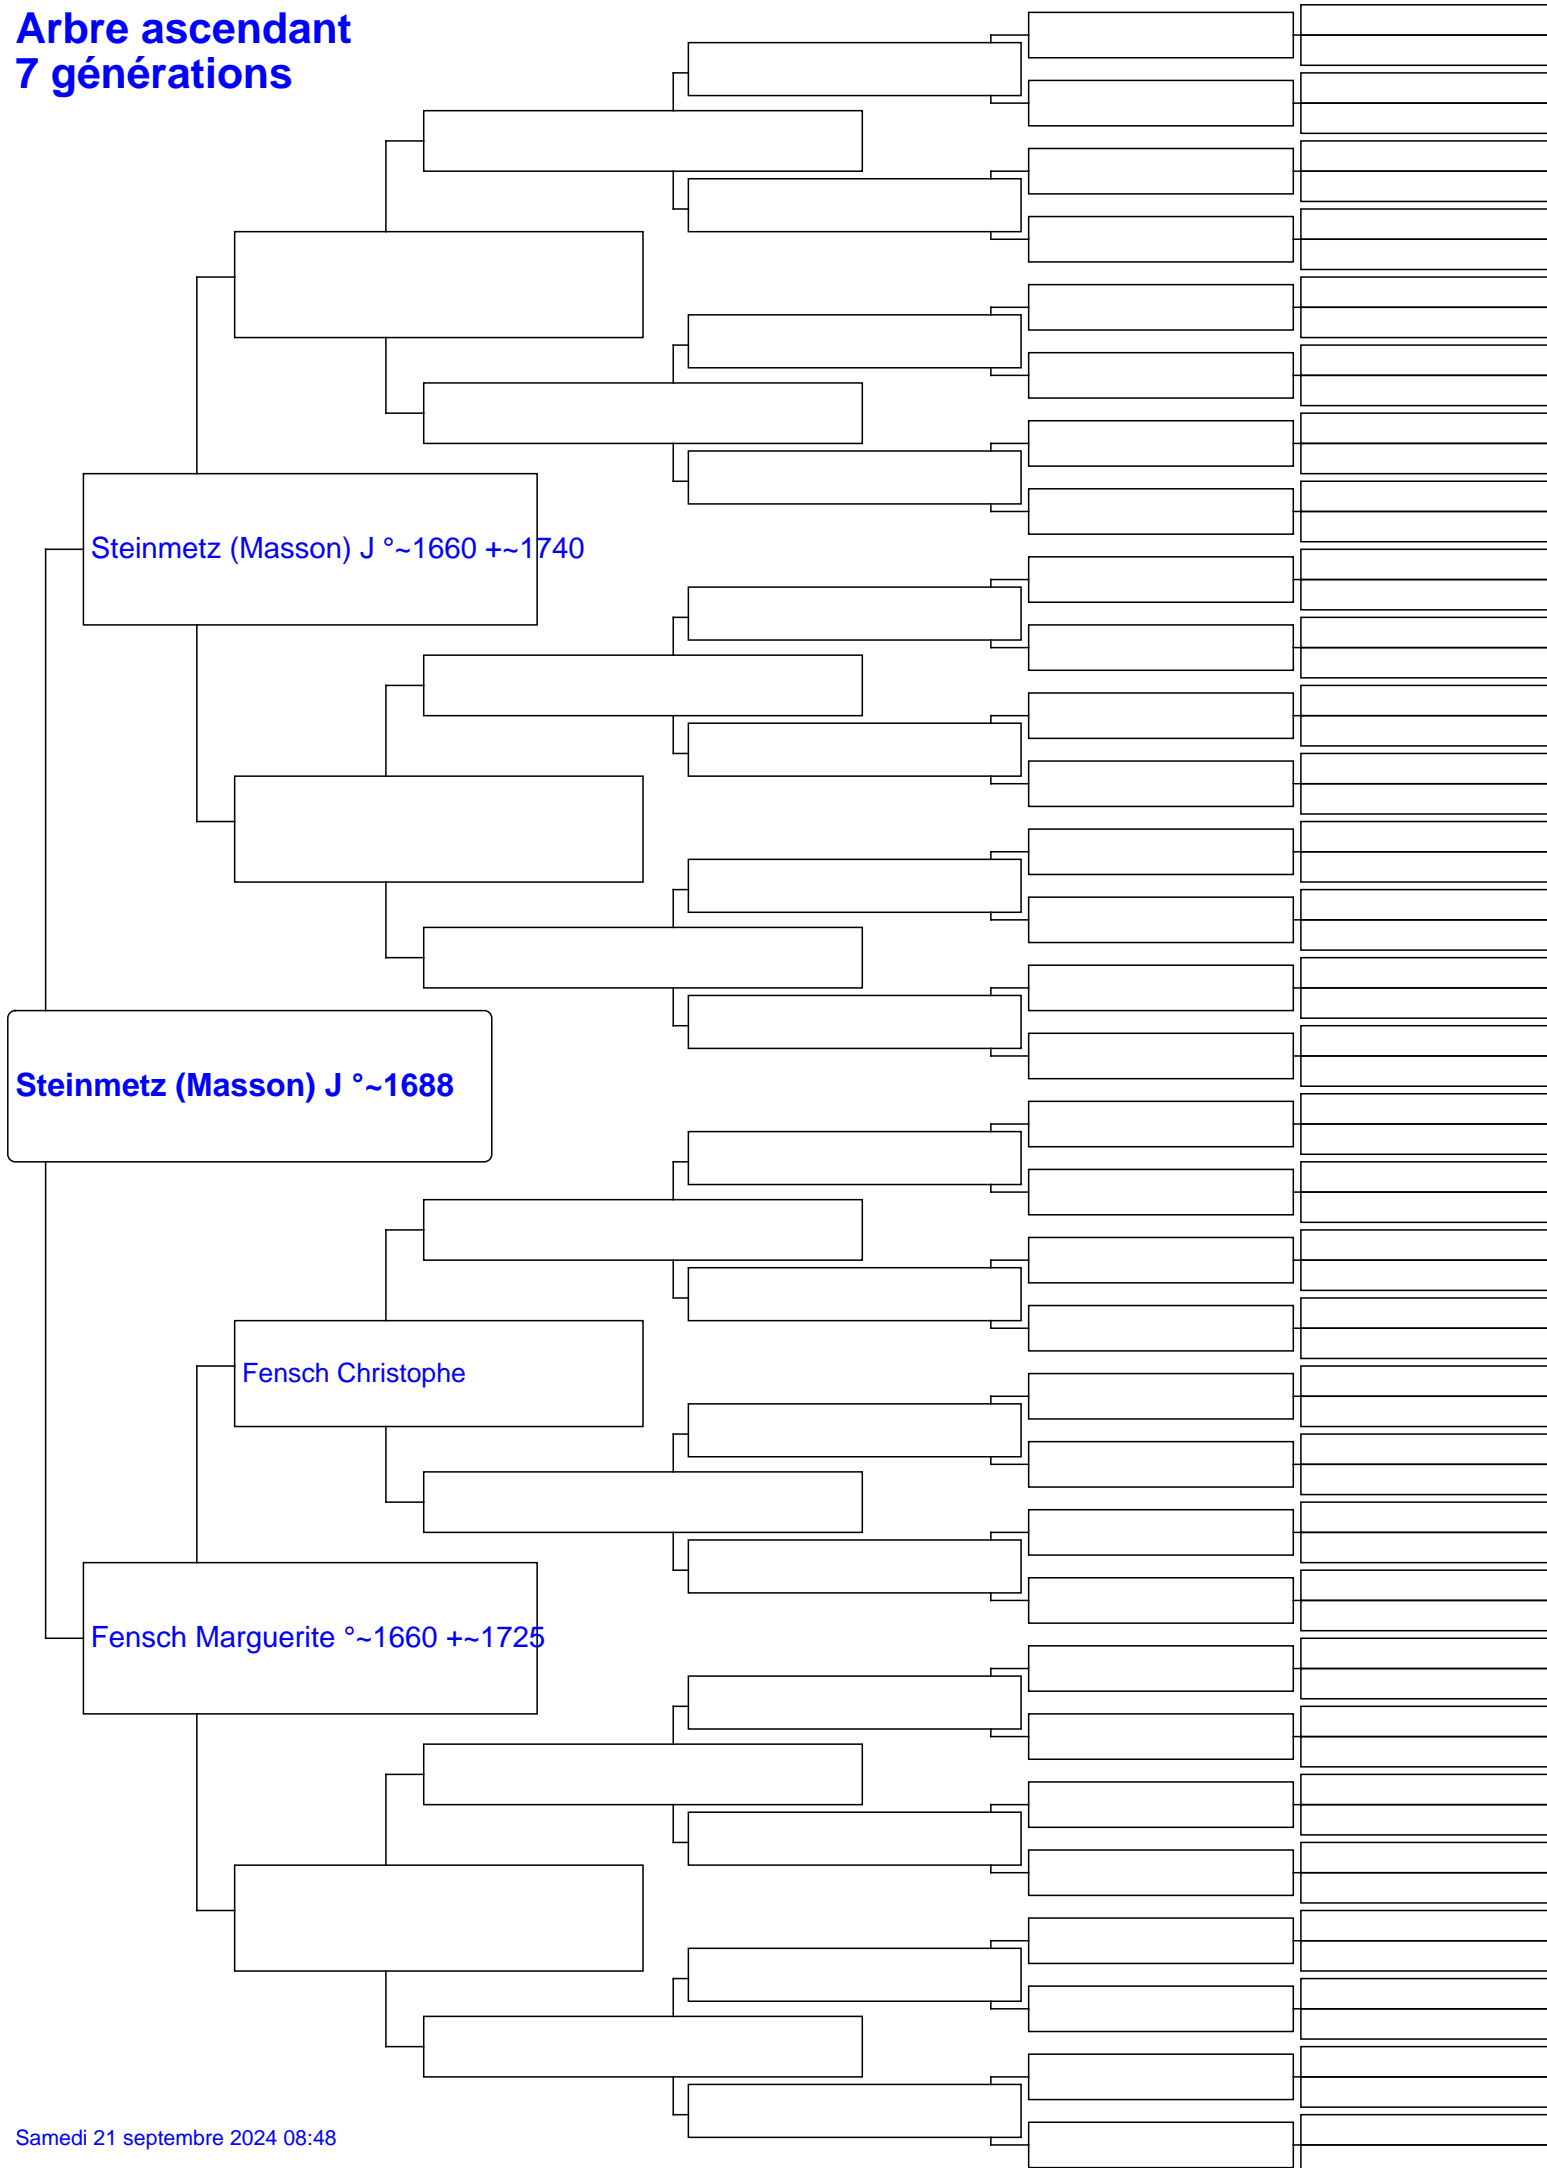 Arbre ascendant
7 générations
Steinmetz (Masson) J °~1660 +~1740
Steinmetz (Masson) J °~1688
Fensch Christophe
Fensch Marguerite °~1660 +~1725
Samedi 21 septembre 2024 08:48